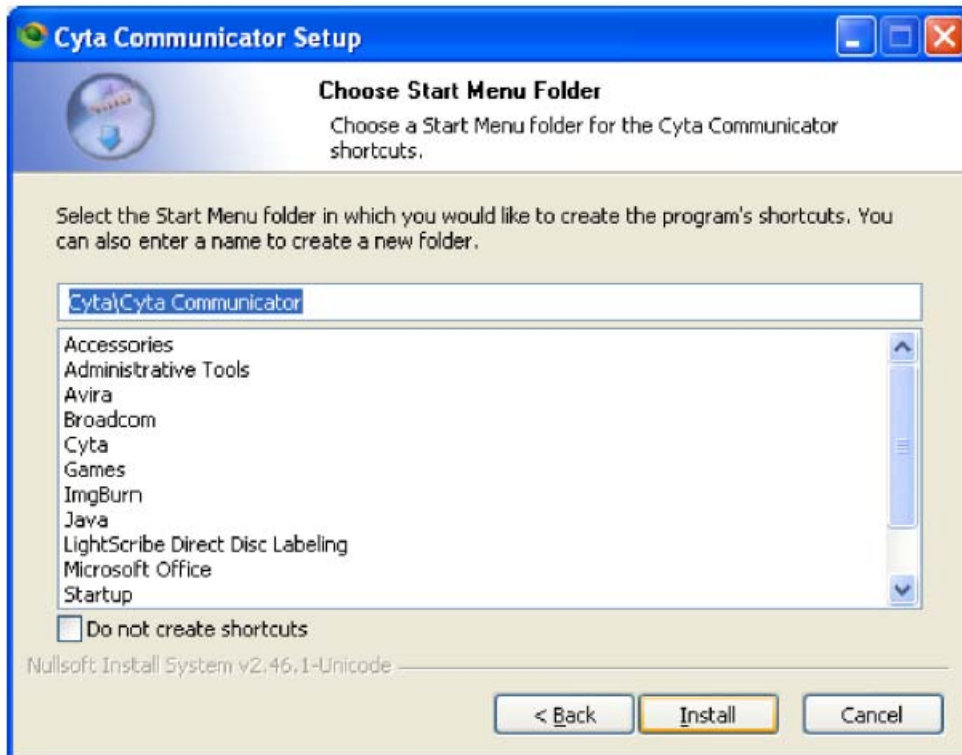 Cyta Communicator Setup
Choose Start Menu Folder
Choose a Start Menu folder for the Cyta Communicator
shortcuts.
Select the Start Menu folder in which you would like to create the program's shortcuts. You
can also enter a name to create a new folder.
Cyta\Cyta Communicator
Accessories
Administrative Tools
Avira
Broadcom
Cyta
Games
ImgBurn
Java
LightScribe Direct Disc Labeling
Microsoft Office
Startup
Do not create shortcuts
Nullsoft Install System v2.46.1-Unicode
< Back
Install
Cancel